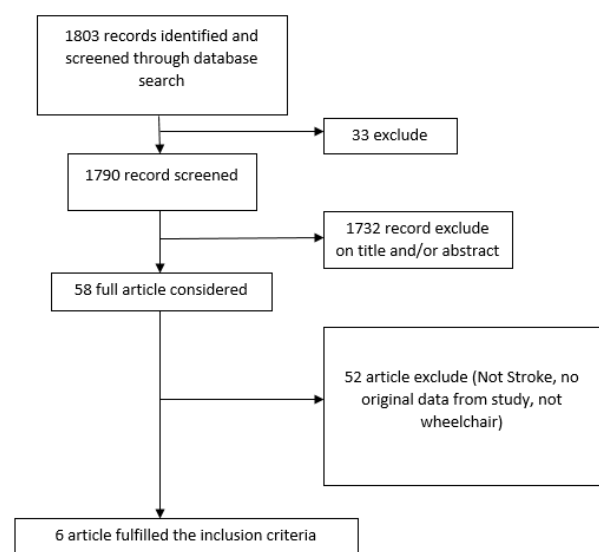 1803 records identified and
screened through database
search
33 exclude
1790 record screened
1732 record exclude
on title and/or abstract
58 full article considered
52 article exclude (Not Stroke, no
original data from study, not
wheelchair)
6 article fulfilled the inclusion criteria